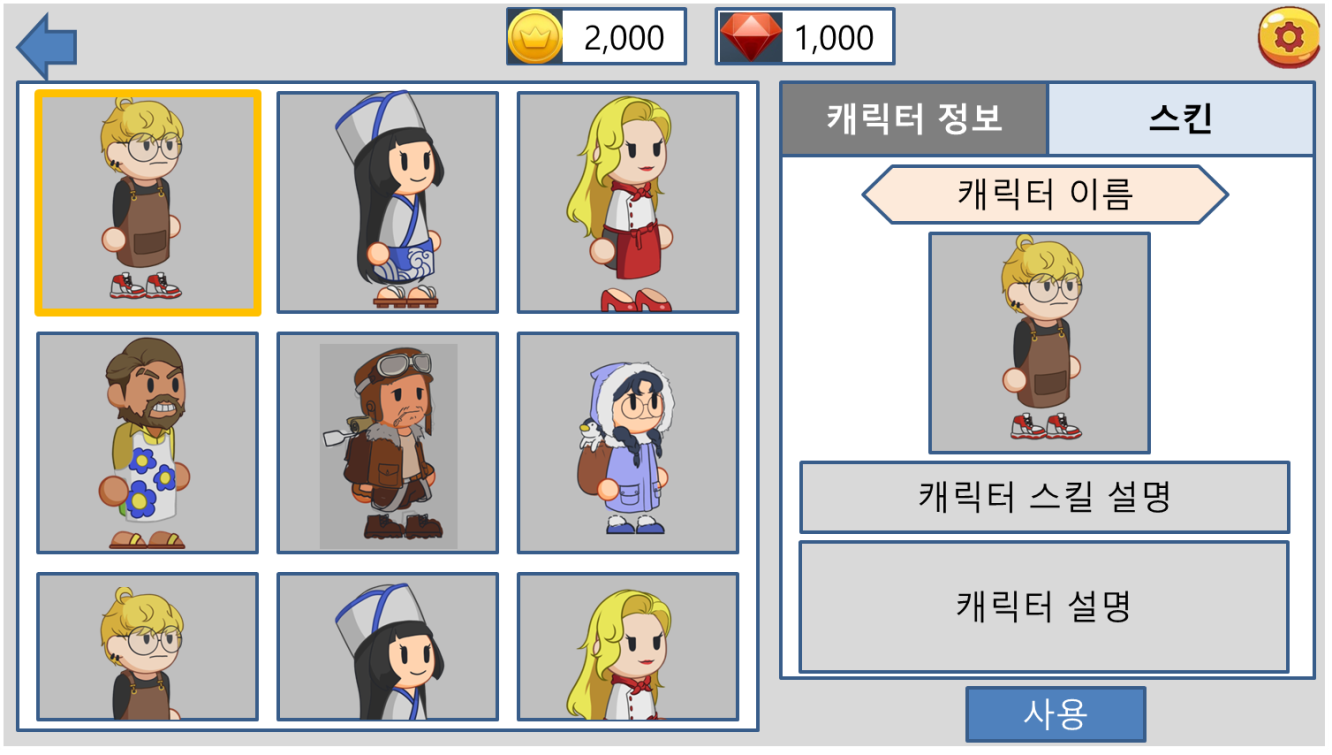 2,000
1,000
캐릭터 정보
스킨
캐릭터 이름
캐릭터 스킬 설명
캐릭터 설명
사용